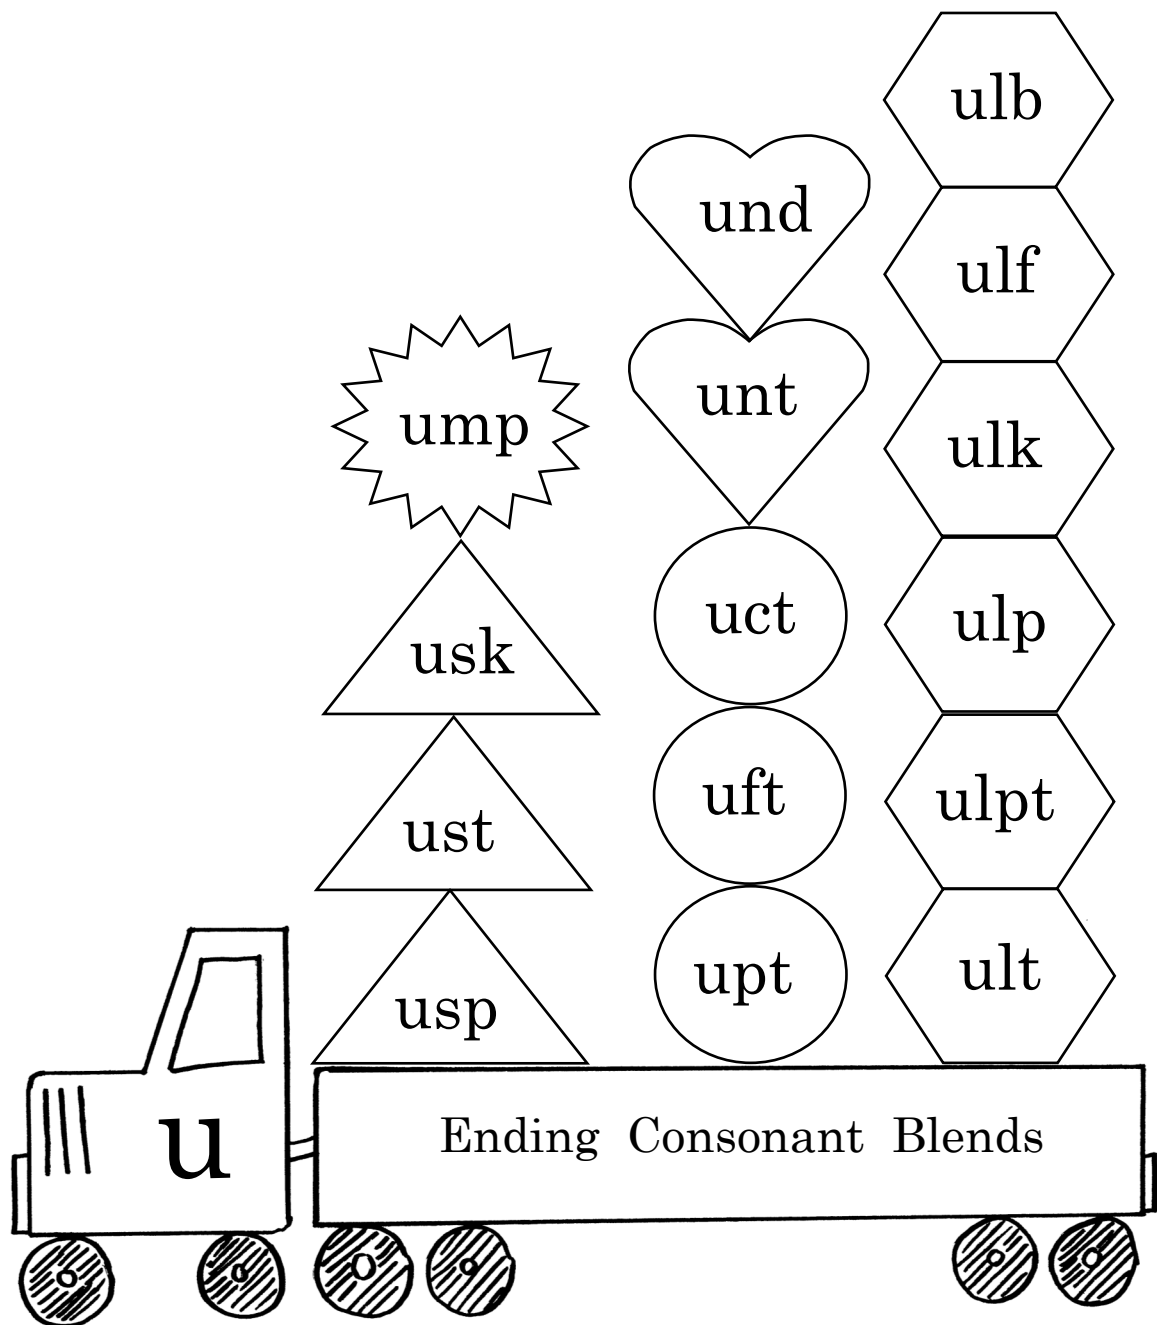 ump
usk
ust
usp
und
unt
uct
uft
upt
ulb
ulf
ulk
ulp
ulpt
ult
u
Ending Consonant Blends